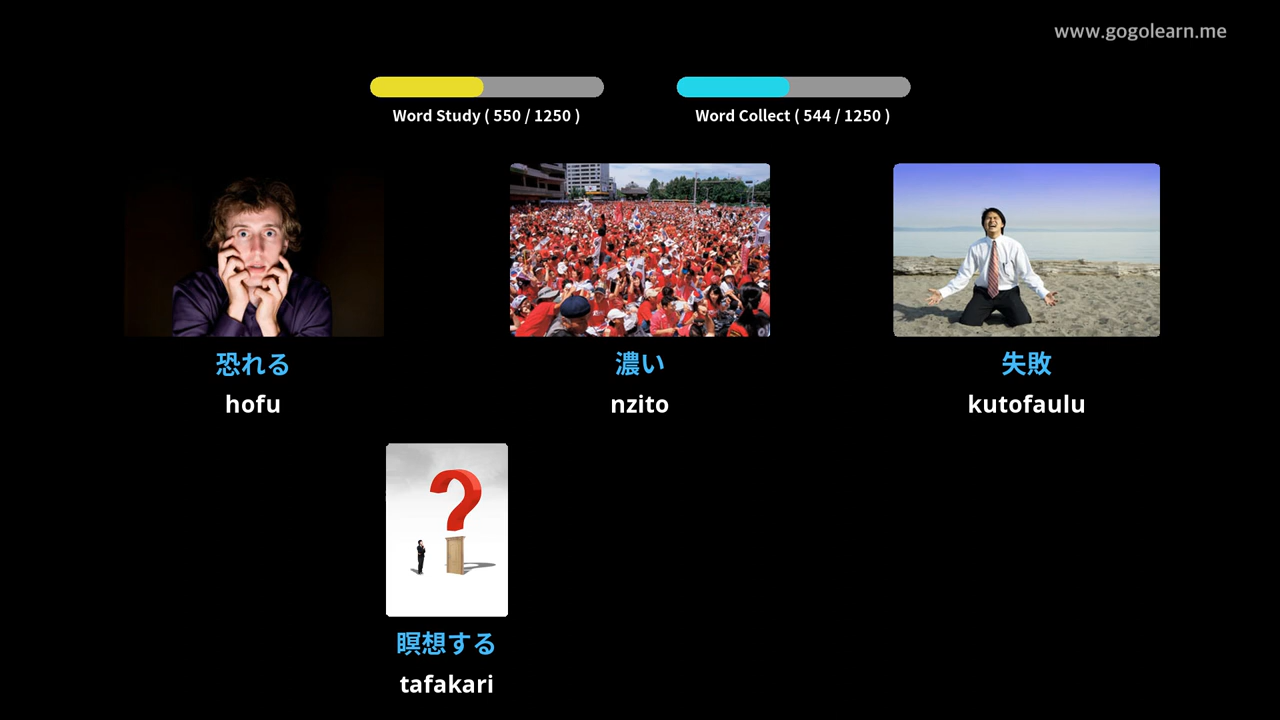 www.gogolearn.me
Word Study ( 550 / 1250 )
Word Collect ( 544 / 1250 )
恐れる
濃い
失敗
hofu
nzito
kutofaulu
瞑想する
tafakari